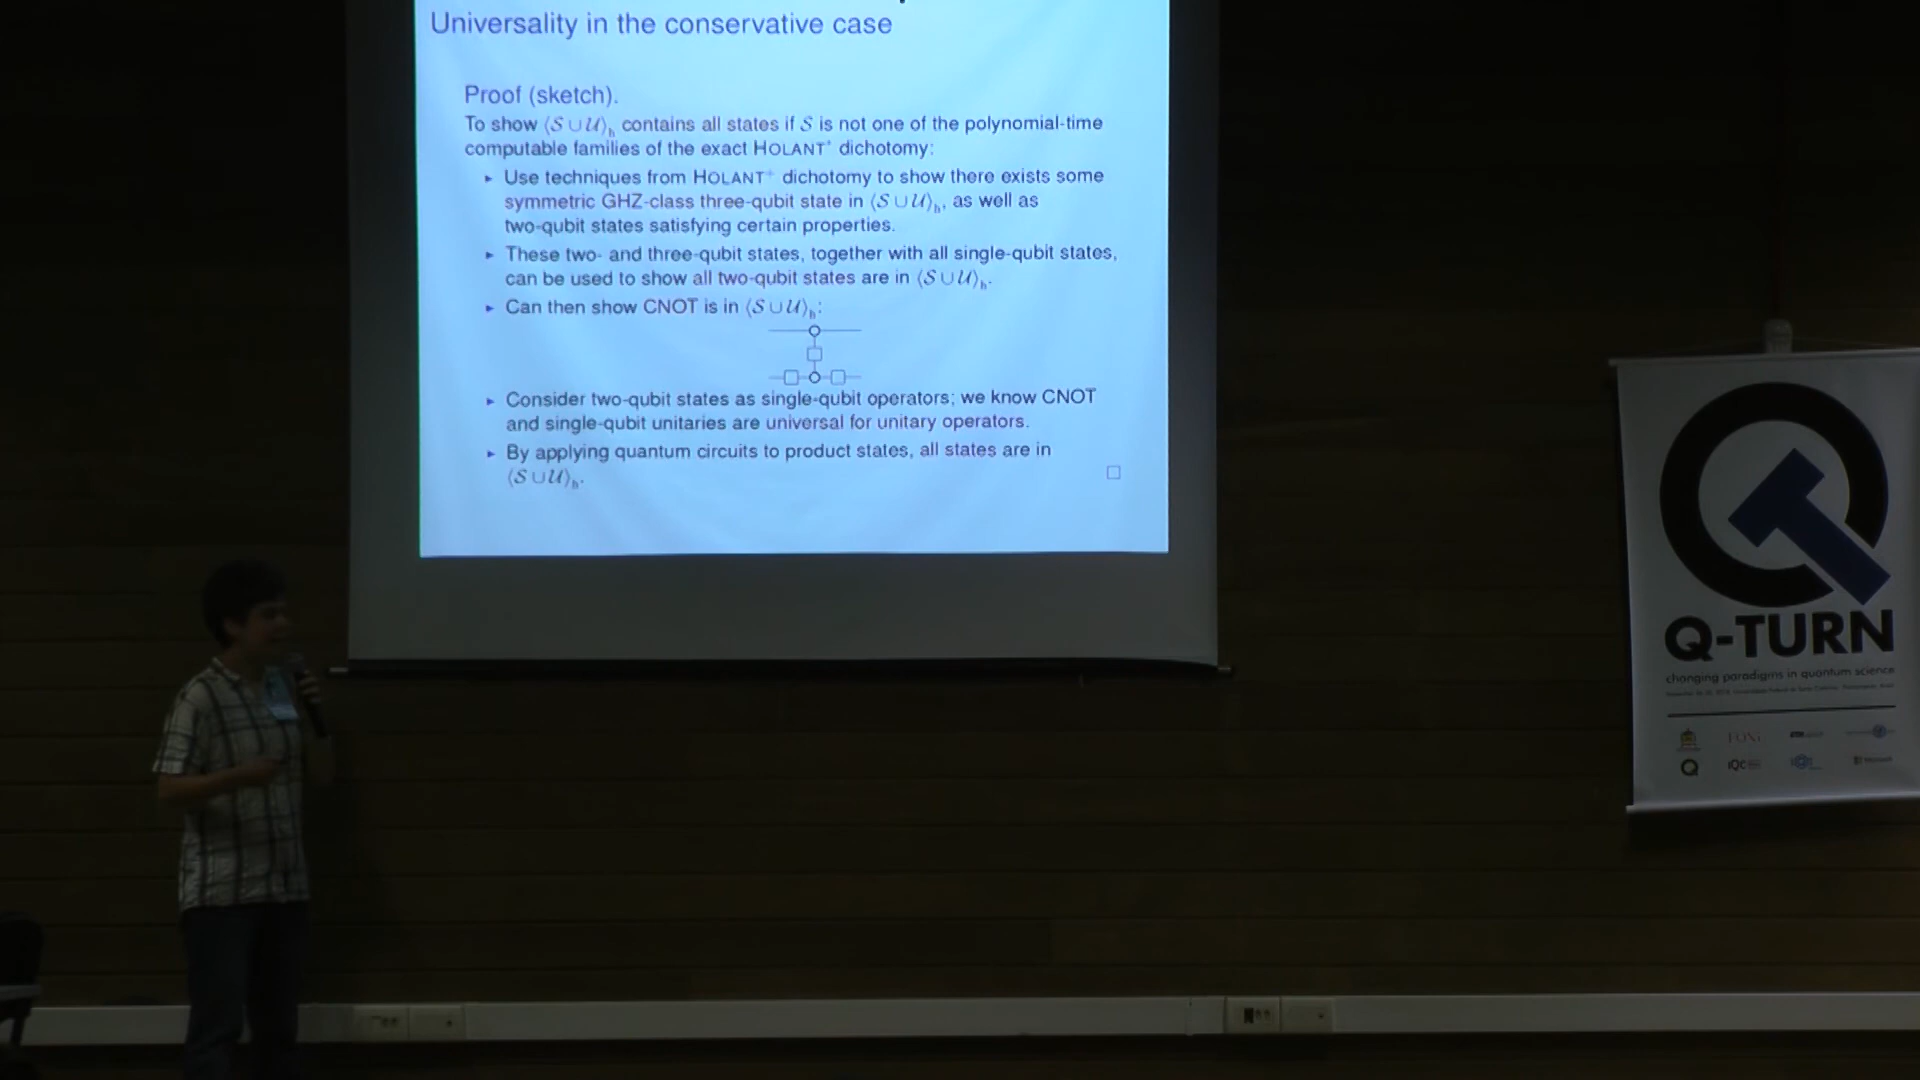 Universality in the conservative case
Proof (sketch).
To show ⟨S ∪ U⟩h contains all states if S is not one of the polynomial-time
computable families of the exact HOLANT* dichotomy:
▸ Use techniques from HOLANT+ dichotomy to show there exists some
symmetric GHZ-class three-qubit state in ⟨S ∪ U⟩h, as well as
two-qubit states satisfying certain properties.
▸ These two- and three-qubit states, together with all single-qubit states,
can be used to show all two-qubit states are in ⟨S ∪ U⟩h.
▸ Can then show CNOT is in ⟨S ∪ U⟩h:
▸ Consider two-qubit states as single-qubit operators; we know CNOT
and single-qubit unitaries are universal for unitary operators.
▸ By applying quantum circuits to product states, all states are in
⟨S ∪ U⟩h.
□
Q-TURN
changing paradigms in quantum science
IQC
Microsoft